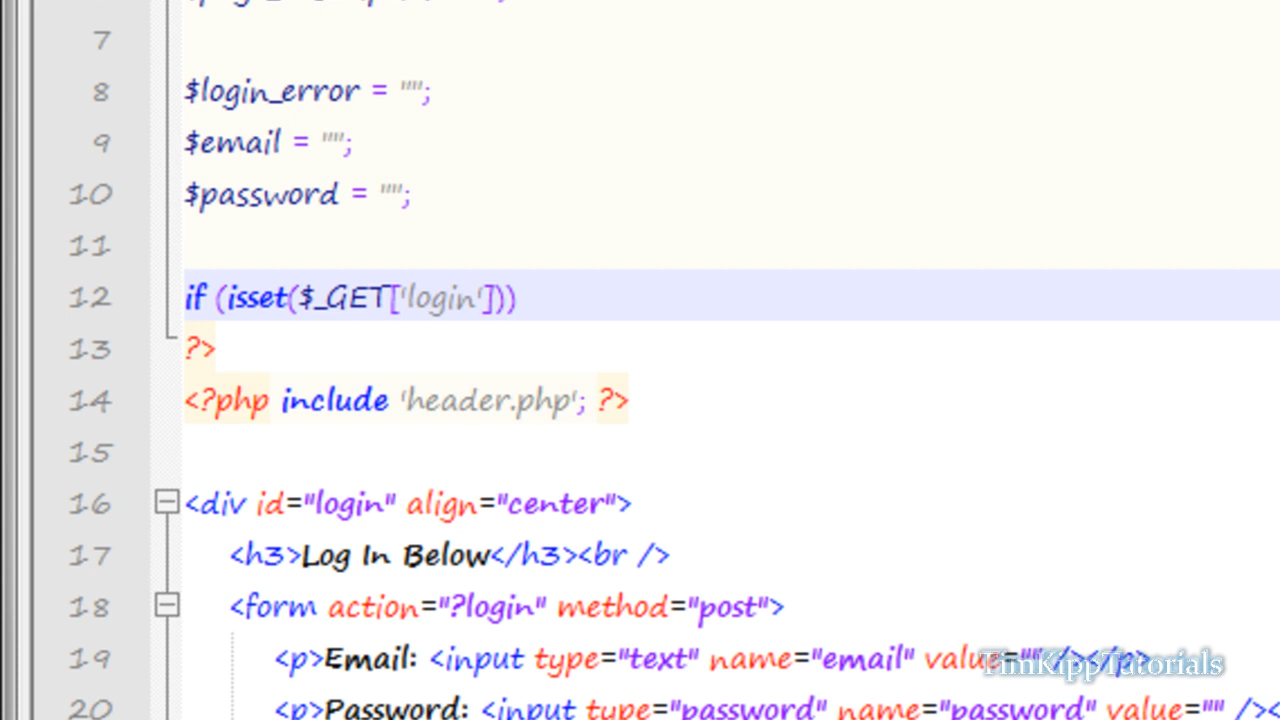 7
8 $login_error = "";
9 $email = "";
10 $password = "";
11
12 if (isset($_GET['login']))
13 ?>
14 <?php include 'header.php'; ?>
15
16 <div id="login" align="center">
17 <h3>Log In Below</h3><br />
18 <form action="?login" method="post">
19 <p>Email: <input type="text" name="email" value="" /></p>
TimKippTutorials
20 <p>Password: <input type="password" name="password" value="" /><